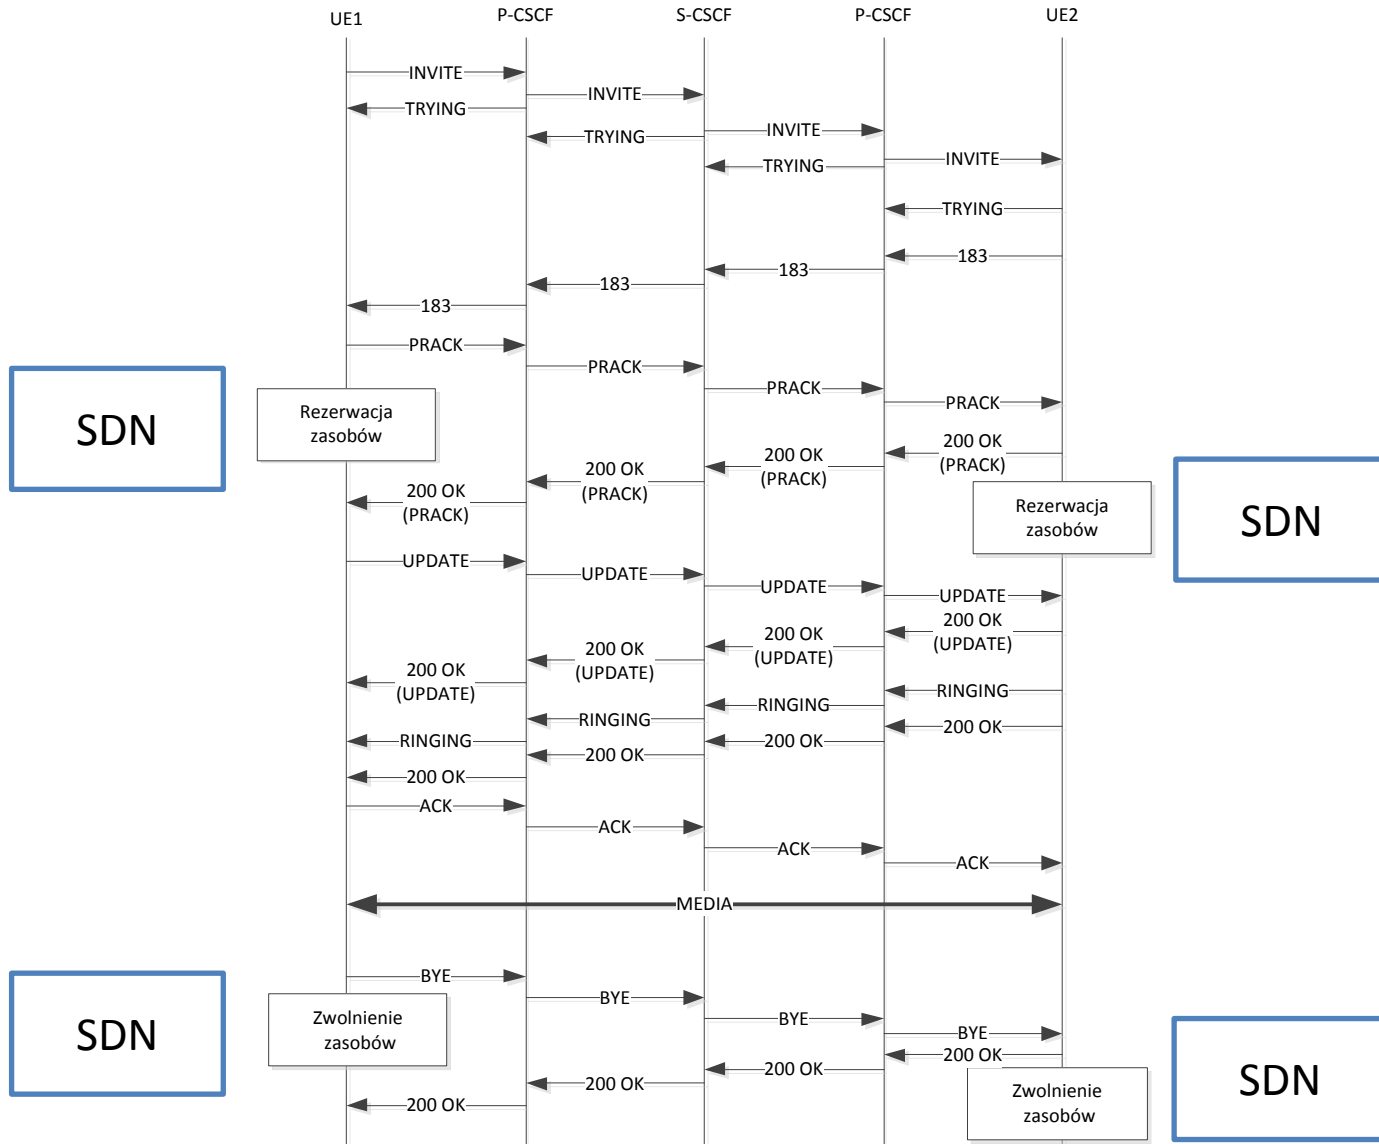 UE1
P-CSCF
S-CSCF
P-CSCF
UE2
INVITE
INVITE
TRYING
INVITE
TRYING
INVITE
TRYING
TRYING
183
183
183
183
PRACK
PRACK
PRACK
PRACK
SDN
Rezerwacja
zasobów
200 OK
(PRACK)
200 OK
(PRACK)
200 OK
(PRACK)
200 OK
(PRACK)
Rezerwacja
zasobów
SDN
UPDATE
UPDATE
UPDATE
UPDATE
200 OK
(UPDATE)
200 OK
(UPDATE)
200 OK
(UPDATE)
200 OK
(UPDATE)
RINGING
RINGING
RINGING
200 OK
RINGING
200 OK
200 OK
200 OK
ACK
ACK
ACK
ACK
MEDIA
BYE
BYE
SDN
Zwolnienie
zasobów
BYE
BYE
200 OK
200 OK
200 OK
200 OK
Zwolnienie
zasobów
SDN